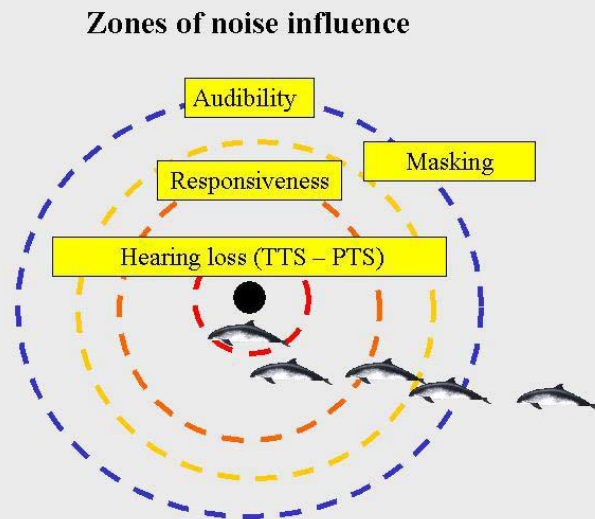 Zones of noise influence
Audibility
Masking
Responsiveness
Hearing loss (TTS – PTS)